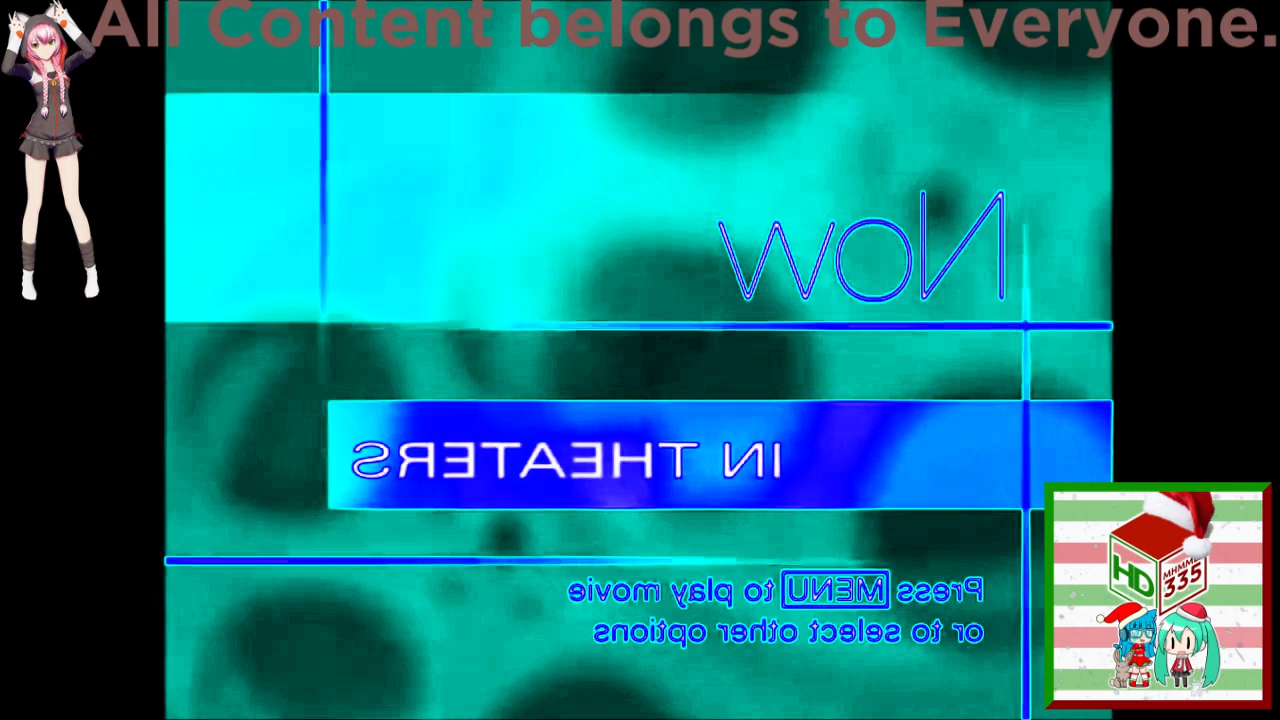 All Content belongs to Everyone.
Now
IN THEATERS
Press MENU to play movie
or to select other options
HD
MHMML
335